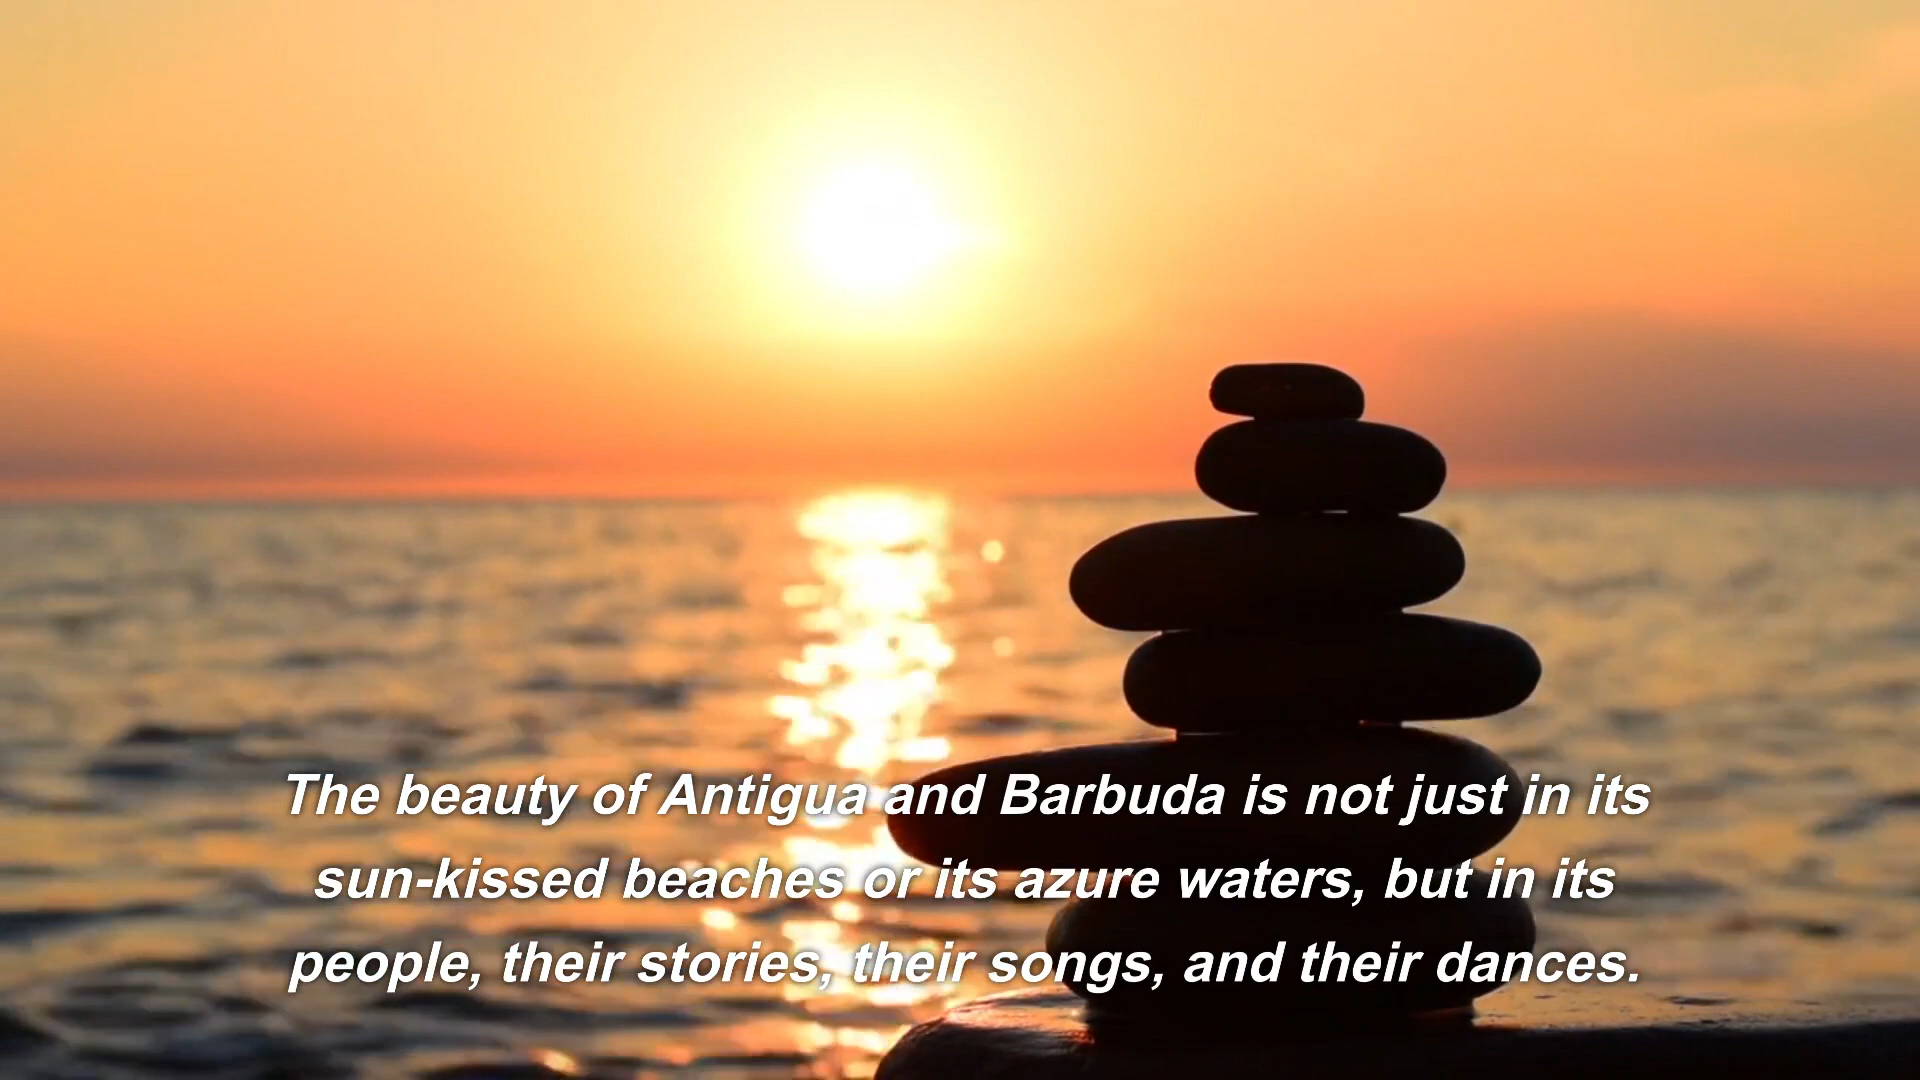 The beauty of Antigua and Barbuda is not just in its
sun-kissed beaches or its azure waters, but in its
people, their stories, their songs, and their dances.